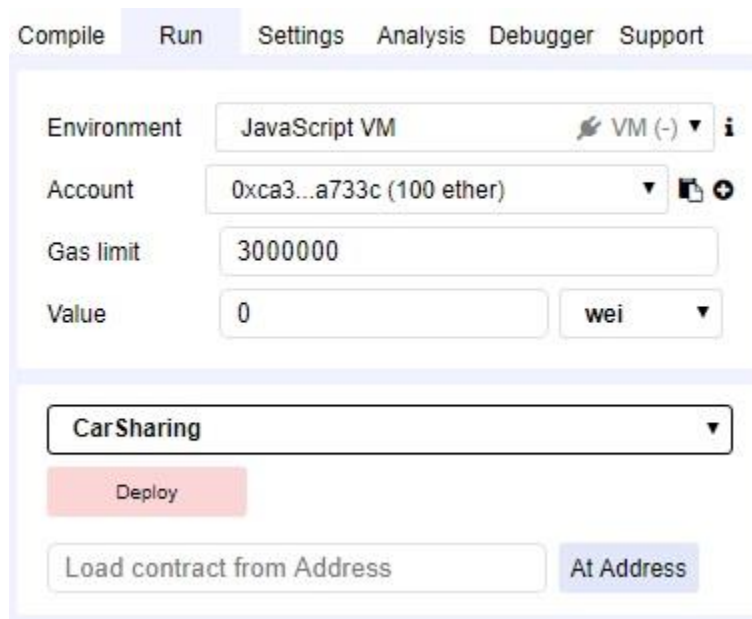 Compile Run Settings Analysis Debugger Support
Environment JavaScript VM VM (-) i
Account 0xca3...a733c (100 ether)
Gas limit 3000000
Value 0 wei
CarSharing
Deploy
Load contract from Address At Address